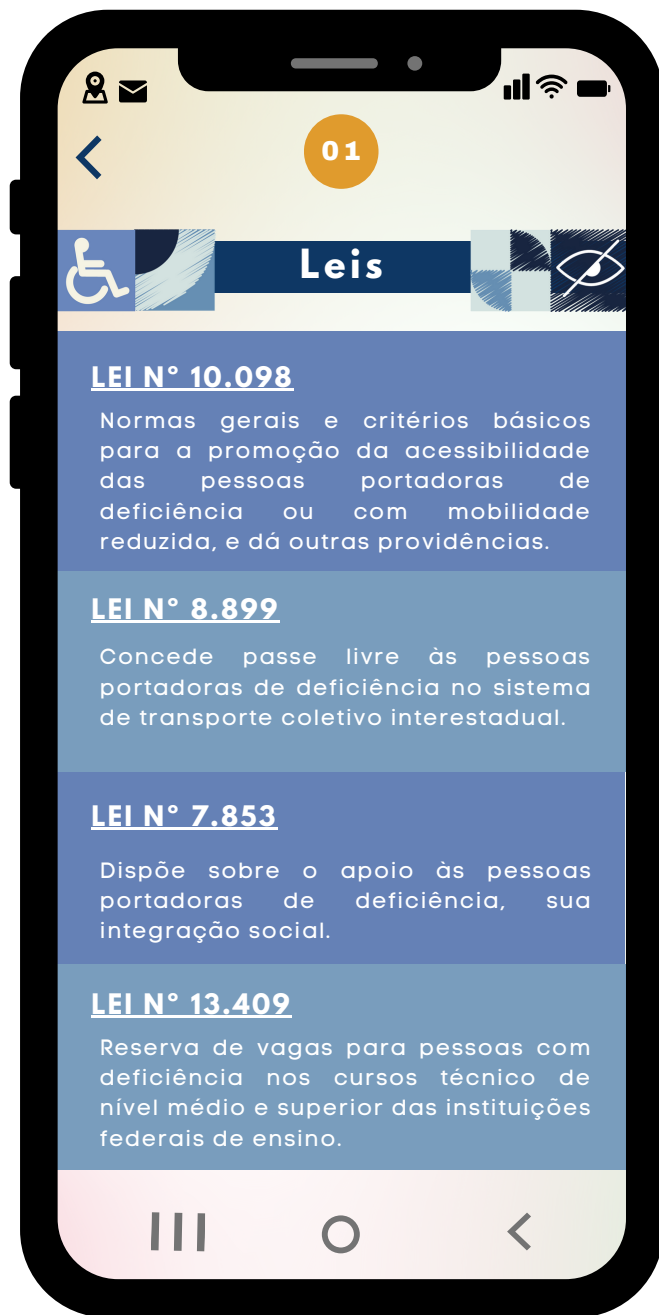 01
Leis
LEI N° 10.098
Normas gerais e critérios básicos
para a promoção da acessibilidade
das pessoas portadoras de
deficiência ou com mobilidade
reduzida, e dá outras providências.
LEI N° 8.899
Concede passe livre às pessoas
portadoras de deficiência no sistema
de transporte coletivo interestadual.
LEI N° 7.853
Dispõe sobre o apoio às pessoas
portadoras de deficiência, sua
integração social.
LEI N° 13.409
Reserva de vagas para pessoas com
deficiência nos cursos técnico de
nível médio e superior das instituições
federais de ensino.